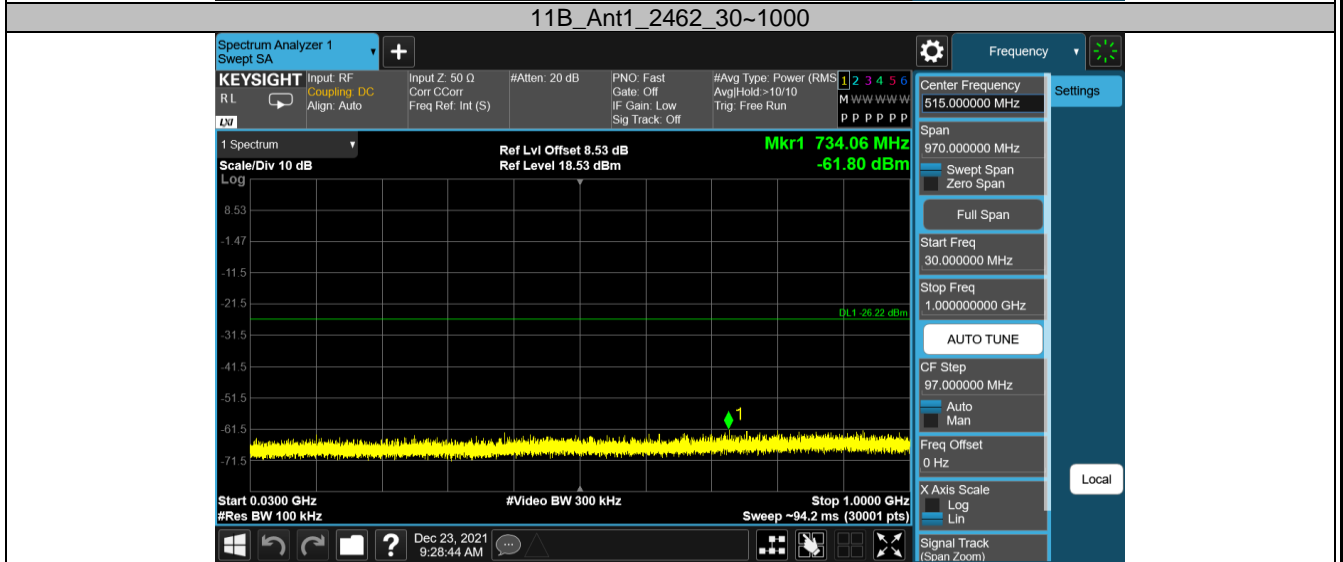 11B_Ant1_2462_30~1000
Spectrum Analyzer 1
Swept SA
+
Frequency
KEYSIGHT
RL
LXI
Input: RF
Coupling: DC
Align: Auto
Input Z: 50 Ω
Corr CCorr
Freq Ref: Int (S)
#Atten: 20 dB
PNO: Fast
Gate: Off
IF Gain: Low
Sig Track: Off
#Avg Type: Power (RMS
Avg|Hold:>10/10
Trig: Free Run
1 2 3 4 5 6
M W W W W W
P P P P P P
Center Frequency
515.000000 MHz
Settings
1 Spectrum
Scale/Div 10 dB
Log
Ref Lvl Offset 8.53 dB
Ref Level 18.53 dBm
Mkr1 734.06 MHz
-61.80 dBm
Span
970.000000 MHz
Swept Span
Zero Span
Full Span
Start Freq
30.000000 MHz
Stop Freq
1.000000000 GHz
AUTO TUNE
CF Step
97.000000 MHz
Auto
Man
Freq Offset
0 Hz
X Axis Scale
Log
Lin
Signal Track
(Span Zoom)
Local
8.53
-1.47
-11.5
-21.5
DL1 -26.22 dBm
-31.5
-41.5
-51.5
1
-61.5
-71.5
Start 0.0300 GHz
#Res BW 100 kHz
#Video BW 300 kHz
Stop 1.0000 GHz
Sweep ~94.2 ms (30001 pts)
?
Dec 23, 2021
9:28:44 AM